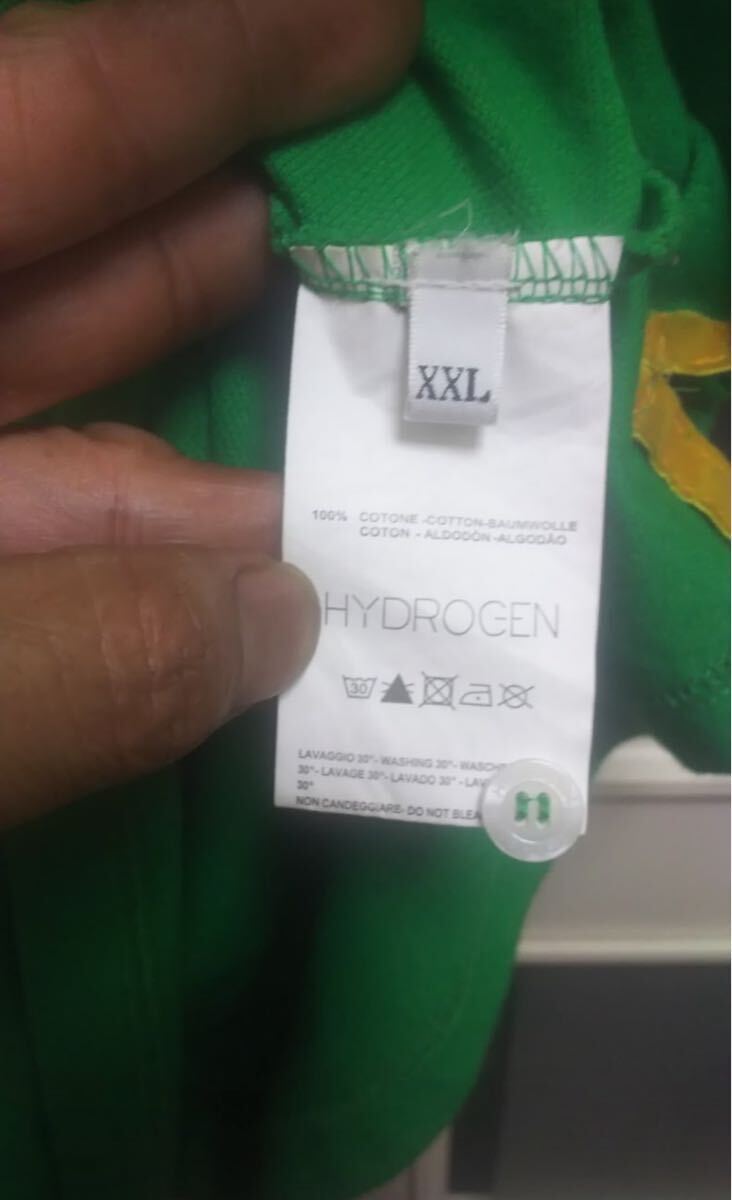 XXL
100% COTONE -COTTON-BAUMWOLLE
COTON - ALDODÒN -ALGODÃO
HYDROGEN
30
LAVAGGIO 30°- WASHING 30°- WASCH
30°- LAVAGE 30°- LAVADO 30° - LAV
30°
NON CANDEGGIARE- DO NOT BLEA